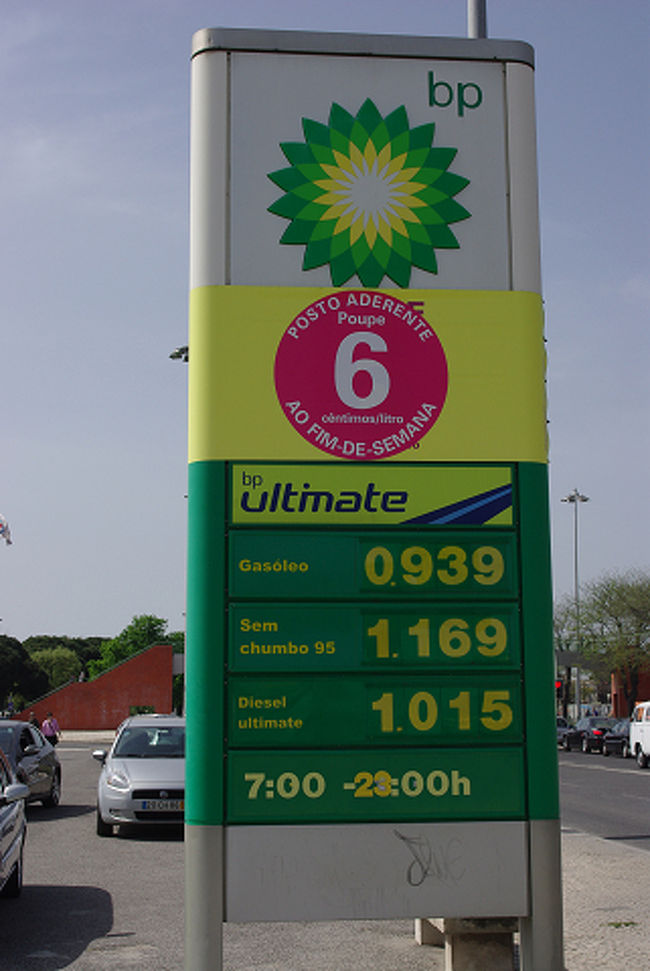 bp
POSTO ADERENTE
Poupe
6
cêntimos/litro
AO FIM-DE-SEMANA
bp
ultimate
Gasóleo 0.939
Sem
chumbo 95 1.169
Diesel
ultimate 1.015
7:00 -23:00h